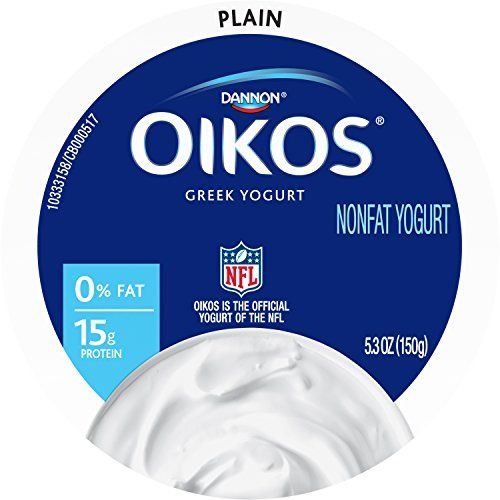 PLAIN
DANNON®
OIKOS®
GREEK YOGURT
NONFAT YOGURT
10333158/CB000517
NFL
OIKOS IS THE OFFICIAL
YOGURT OF THE NFL
0% FAT
15g
PROTEIN
5.3 OZ (150g)